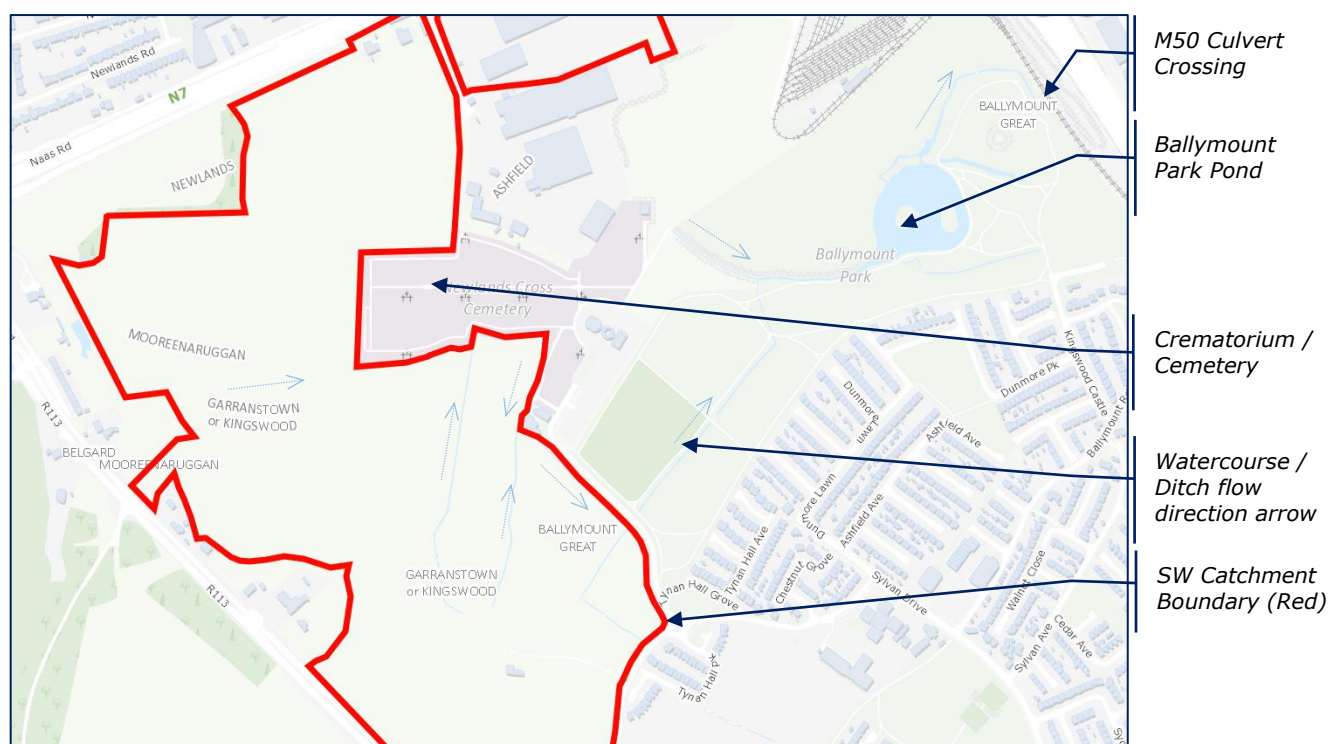 M50 Culvert
Crossing
Ballymount
Park Pond
Crematorium /
Cemetery
Watercourse /
Ditch flow
direction arrow
SW Catchment
Boundary (Red)
Newlands Rd
N7
Naas Rd
NEWLANDS
ASHFIELD
BALLYMOUNT
GREAT
Ballymount
Park
Newlands Cross
Cemetery
MOOREENARUGGAN
GARRANSTOWN
or KINGSWOOD
R113
BELGARD
MOOREENARUGGAN
R113
BALLYMOUNT
GREAT
GARRANSTOWN
or KINGSWOOD
Dunmore Pk
Kingswood Castle
Ballymount R
Dunmore Lawn
Ashfield Ave
Dunmore Lawn
Ashfield Ave
Tynan Hall Ave
Chestnut Grove
Tynan Hall Grove
Sylvan Drive
Walnut Close
Cedar Ave
Sylvan Ave
Tynan Hall Pk